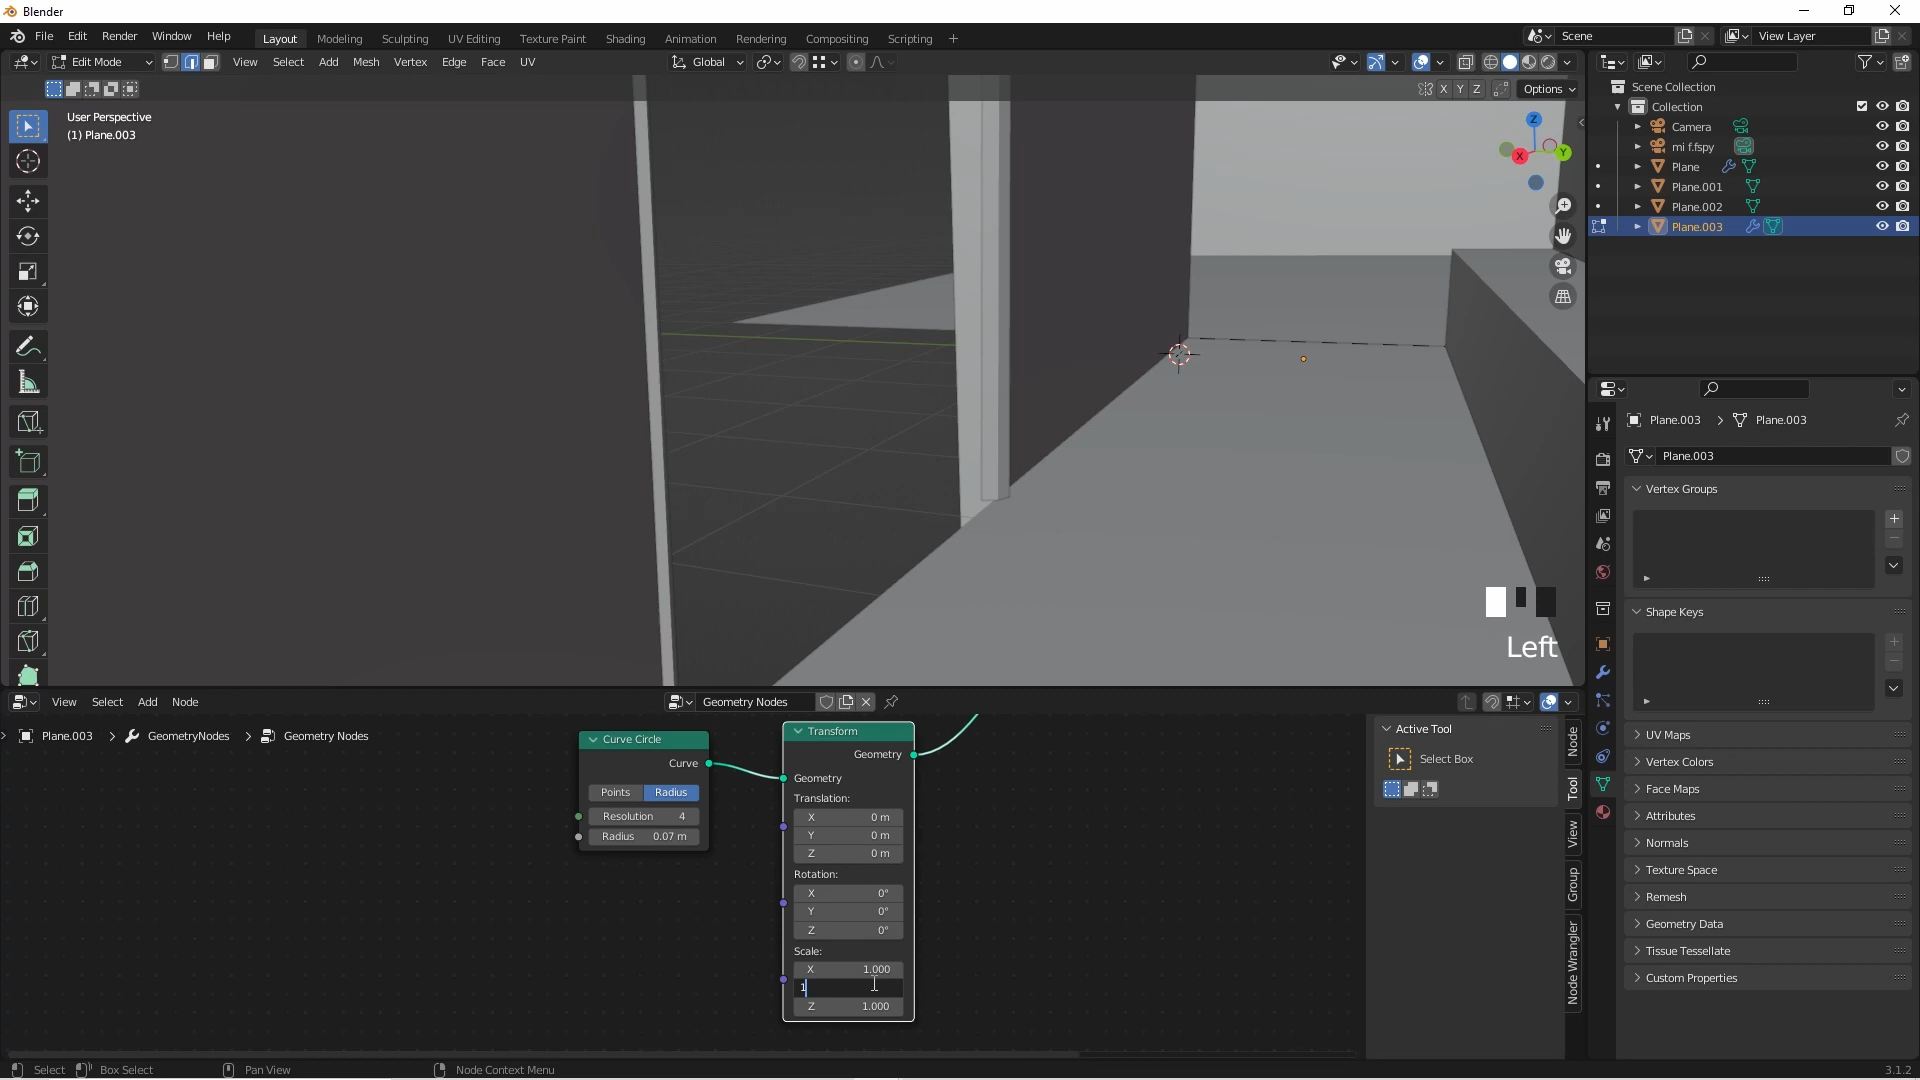 Blender
File Edit Render Window Help
Layout Modeling Sculpting UV Editing Texture Paint Shading Animation Rendering Compositing Scripting +
Scene
View Layer
Edit Mode View Select Add Mesh Vertex Edge Face UV
Global
X Y Z Options
User Perspective
(1) Plane.003
Z
X
Y
Left
Scene Collection
Collection
Camera
mi f.fspy
Plane
Plane.001
Plane.002
Plane.003
Plane.003 > Plane.003
Plane.003
Vertex Groups
Shape Keys
UV Maps
Vertex Colors
Face Maps
Attributes
Normals
Texture Space
Remesh
Geometry Data
Tissue Tessellate
Custom Properties
View Select Add Node
Geometry Nodes
Plane.003 > GeometryNodes > Geometry Nodes
Curve Circle
Curve
Points Radius
Resolution 4
Radius 0.07 m
Transform
Geometry
Geometry
Translation:
X 0 m
Y 0 m
Z 0 m
Rotation:
X 0°
Y 0°
Z 0°
Scale:
X 1.000
1
Z 1.000
Active Tool
Select Box
Node
Tool
View
Group
Node Wrangler
Select Box Select Pan View Node Context Menu
3.1.2